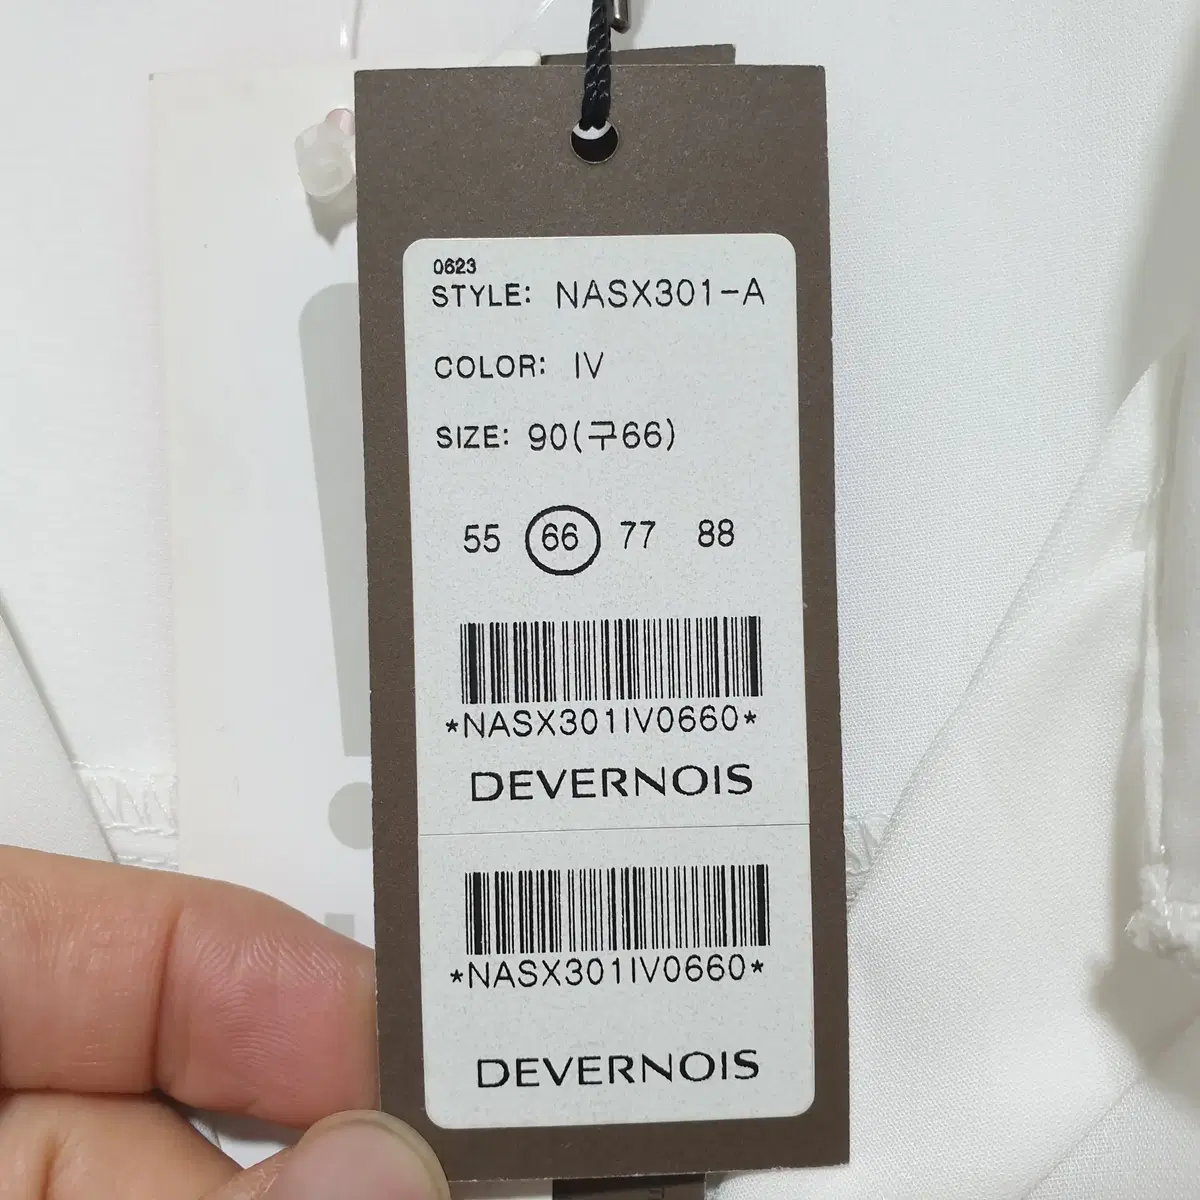 0623
STYLE: NASX301-A
COLOR: IV
SIZE: 90(구66)
55 66 77 88
*NASX301IV0660*
DEVERNOIS
*NASX301IV0660*
DEVERNOIS